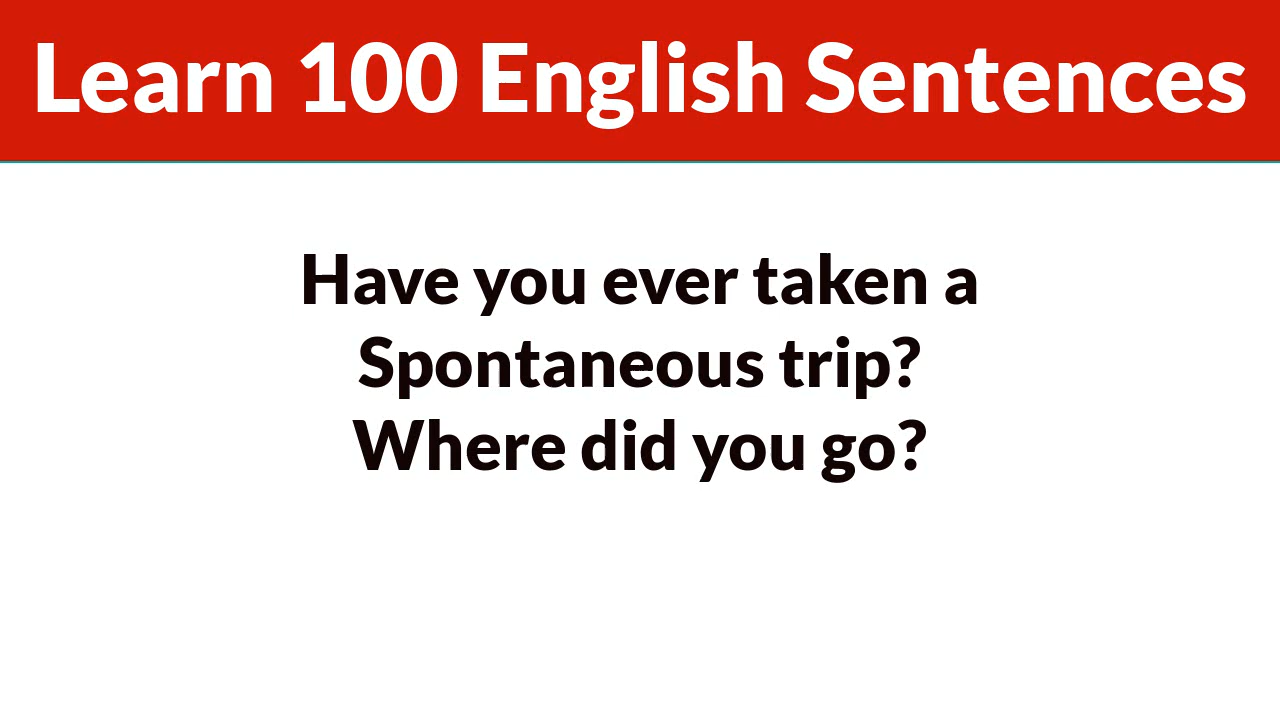 Learn 100 English Sentences
Have you ever taken a
Spontaneous trip?
Where did you go?